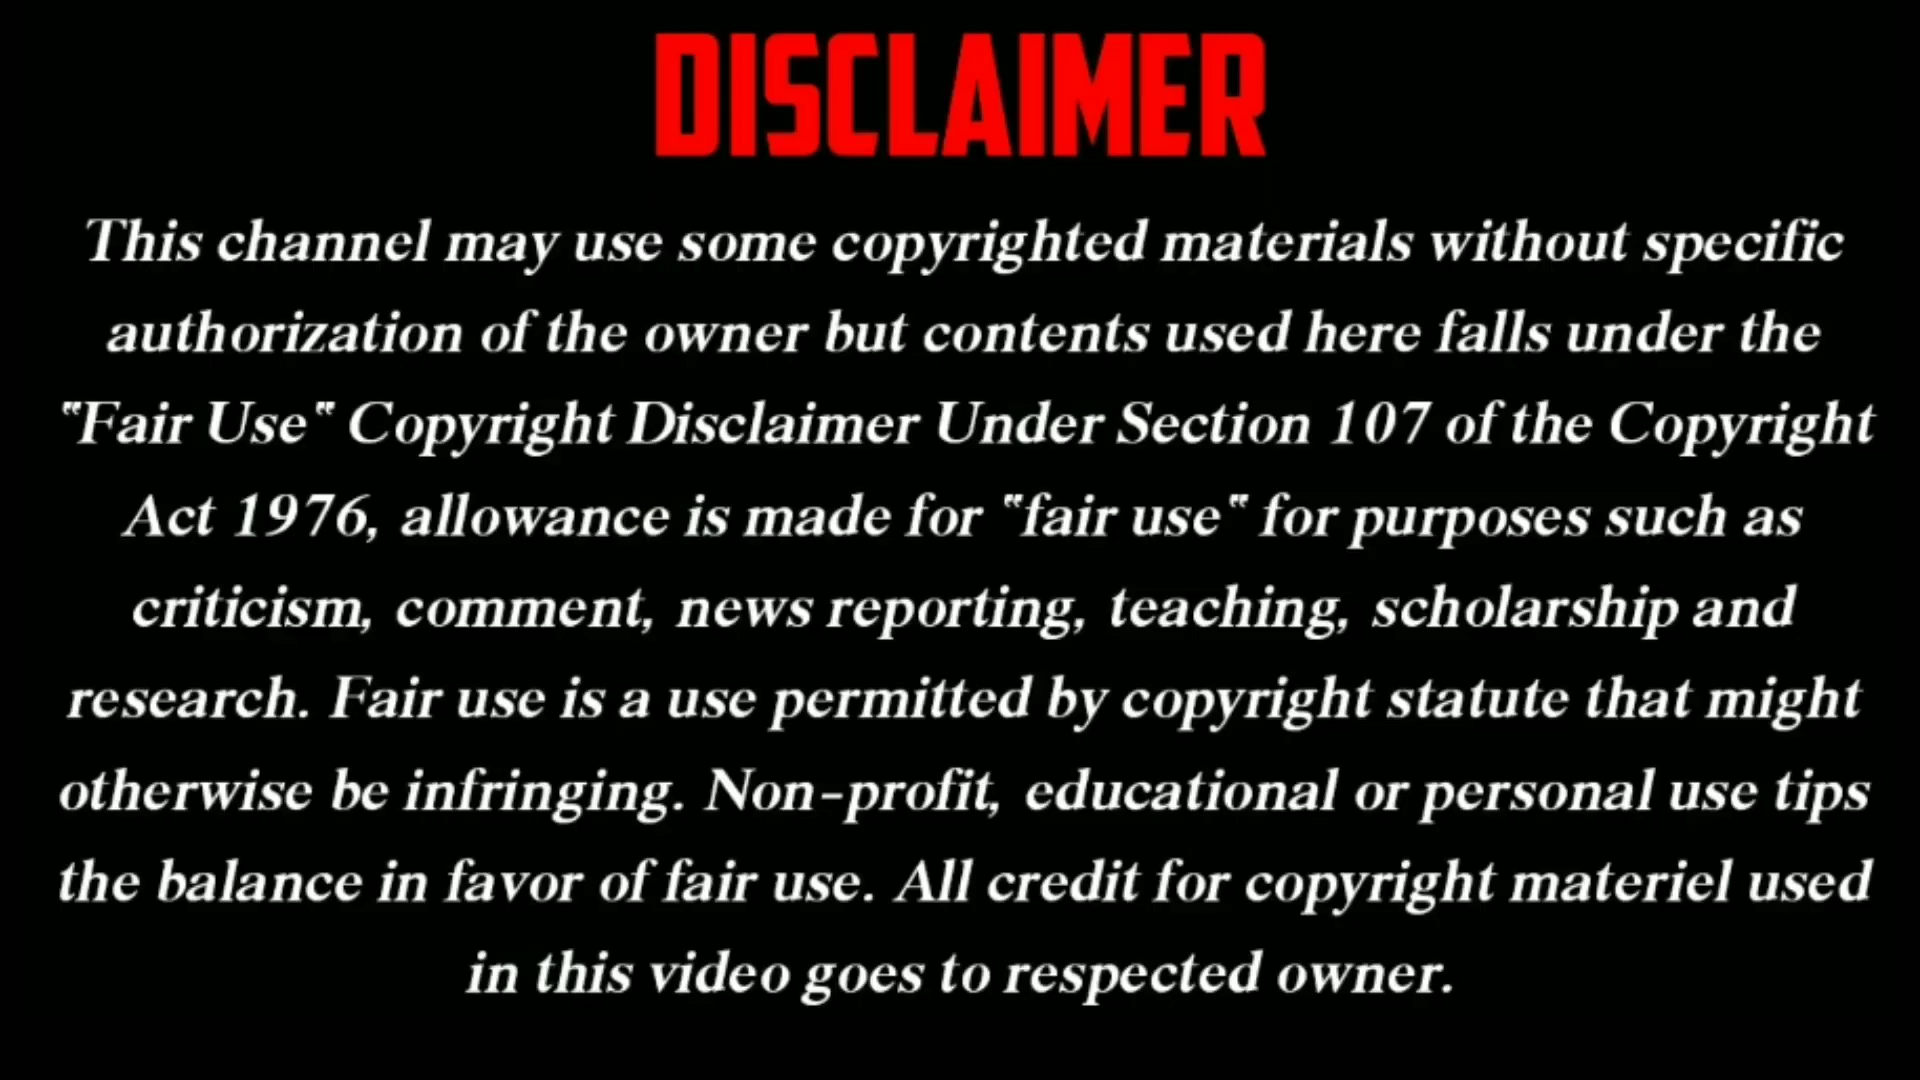 DISCLAIMER
This channel may use some copyrighted materials without specific
authorization of the owner but contents used here falls under the
"Fair Use" Copyright Disclaimer Under Section 107 of the Copyright
Act 1976, allowance is made for "fair use" for purposes such as
criticism, comment, news reporting, teaching, scholarship and
research. Fair use is a use permitted by copyright statute that might
otherwise be infringing. Non-profit, educational or personal use tips
the balance in favor of fair use. All credit for copyright materiel used
in this video goes to respected owner.